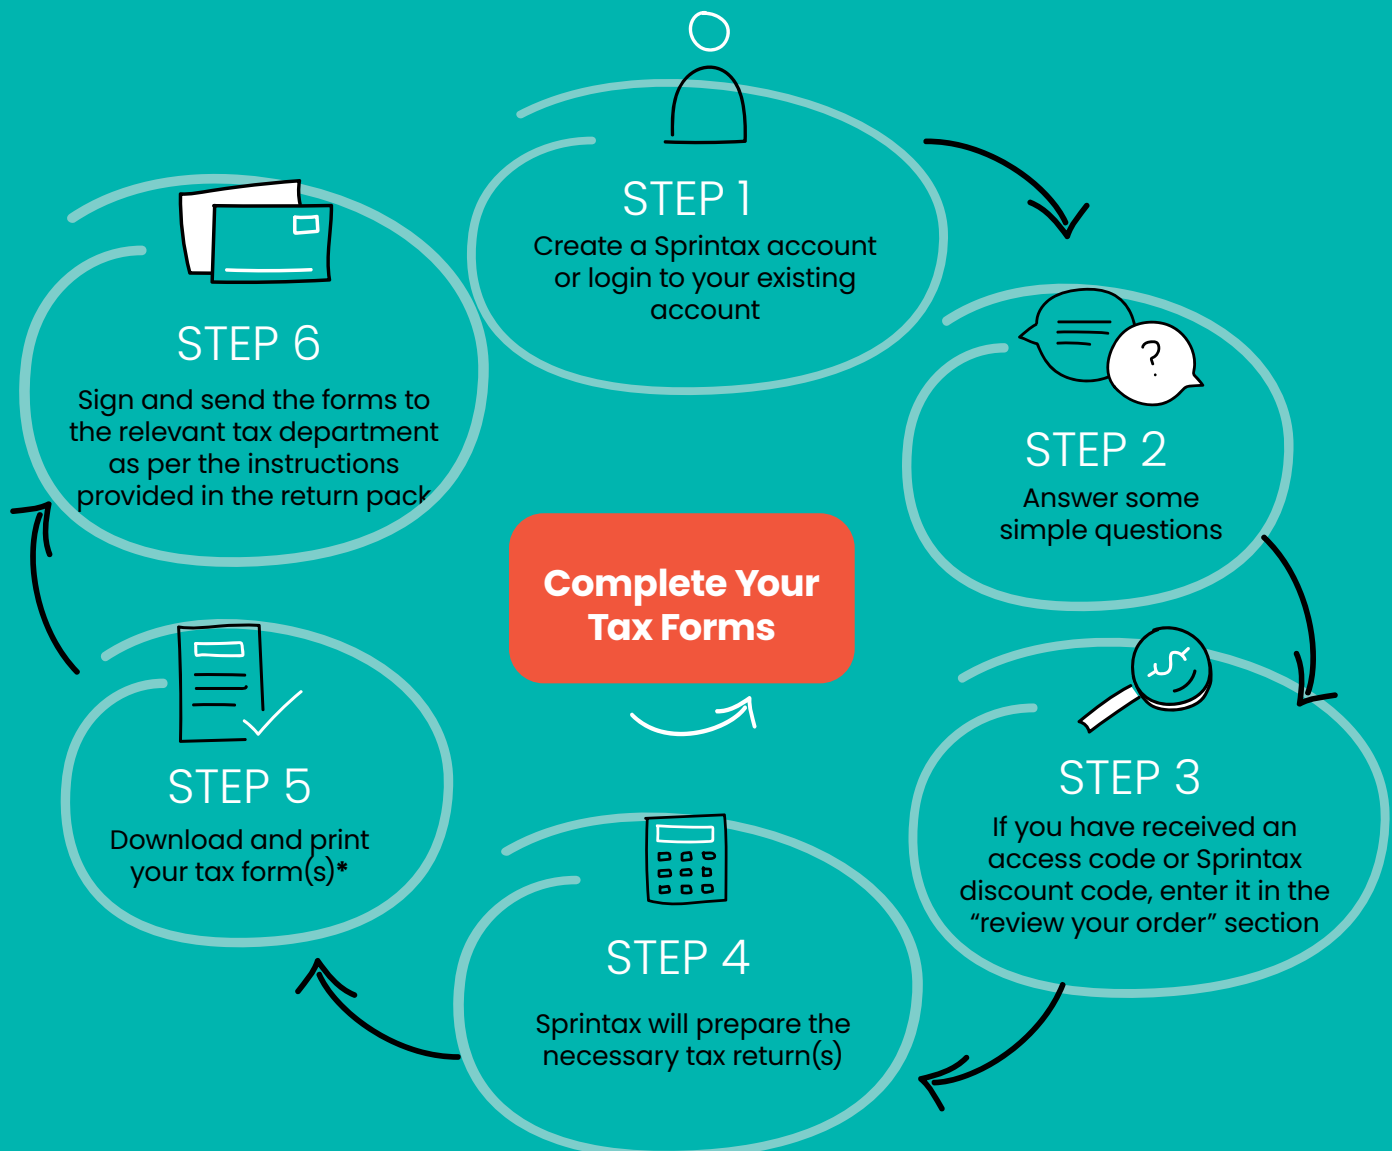 STEP 1
Create a Sprintax account
or login to your existing
account
STEP 2
Answer some
simple questions
?
STEP 3
If you have received an
access code or Sprintax
discount code, enter it in the
“review your order” section
STEP 4
Sprintax will prepare the
necessary tax return(s)
STEP 5
Download and print
your tax form(s)*
STEP 6
Sign and send the forms to
the relevant tax department
as per the instructions
provided in the return pack
Complete Your
Tax Forms